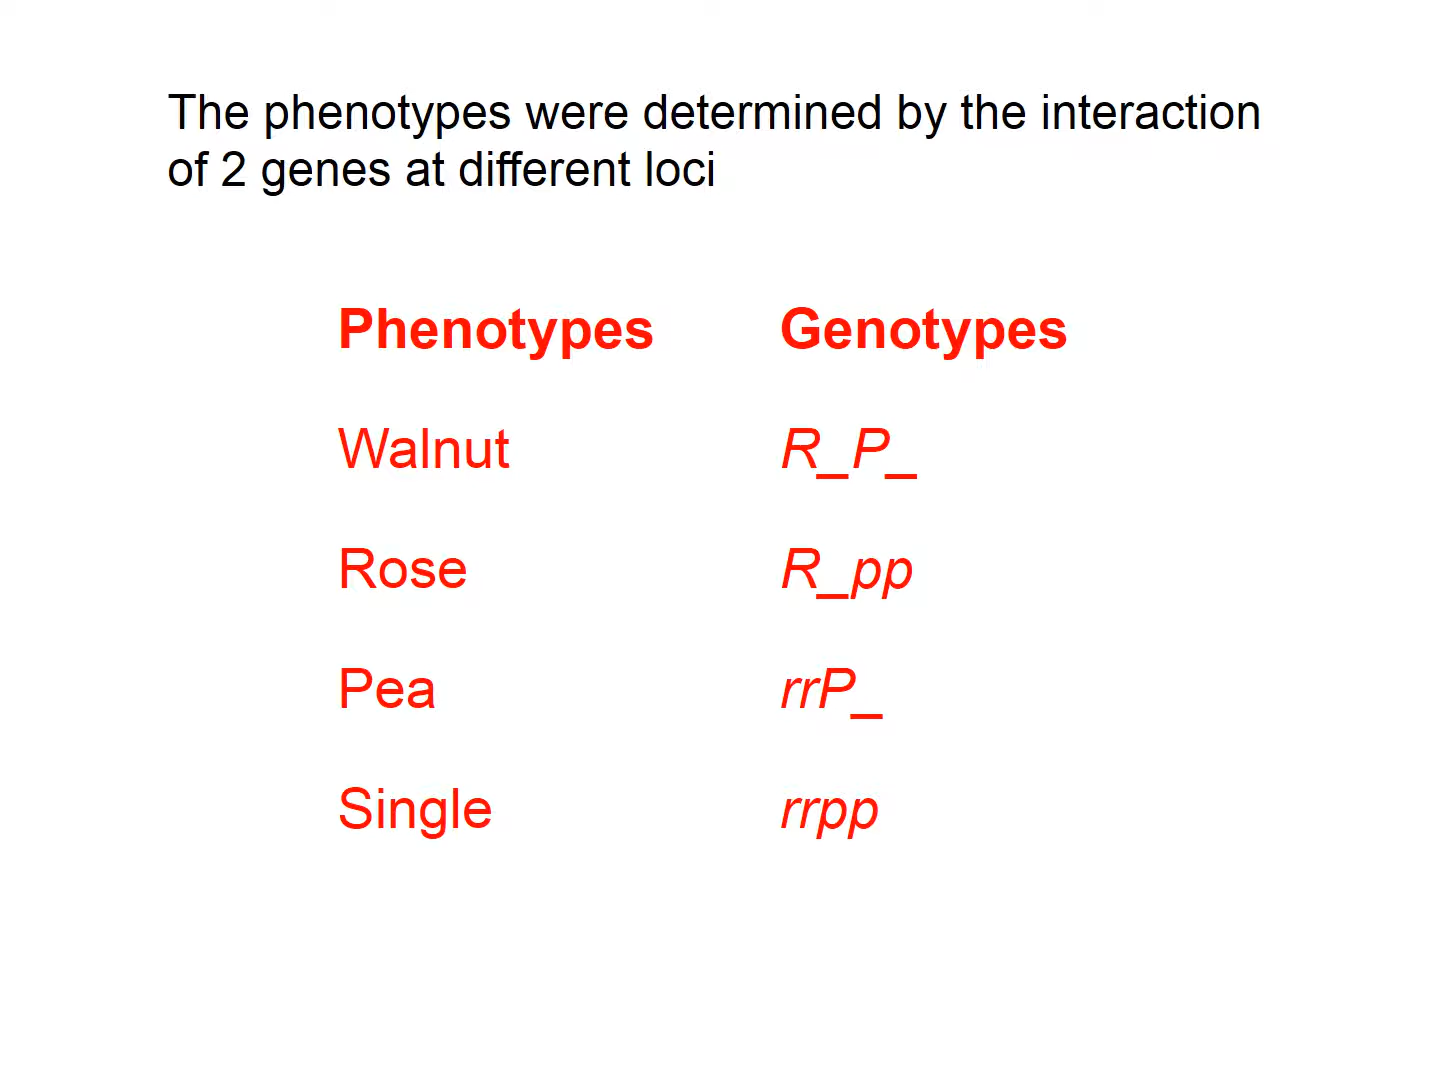 The phenotypes were determined by the interaction
of 2 genes at different loci
Phenotypes Genotypes
Walnut R_P_
Rose R_pp
Pea rrP_
Single rrpp